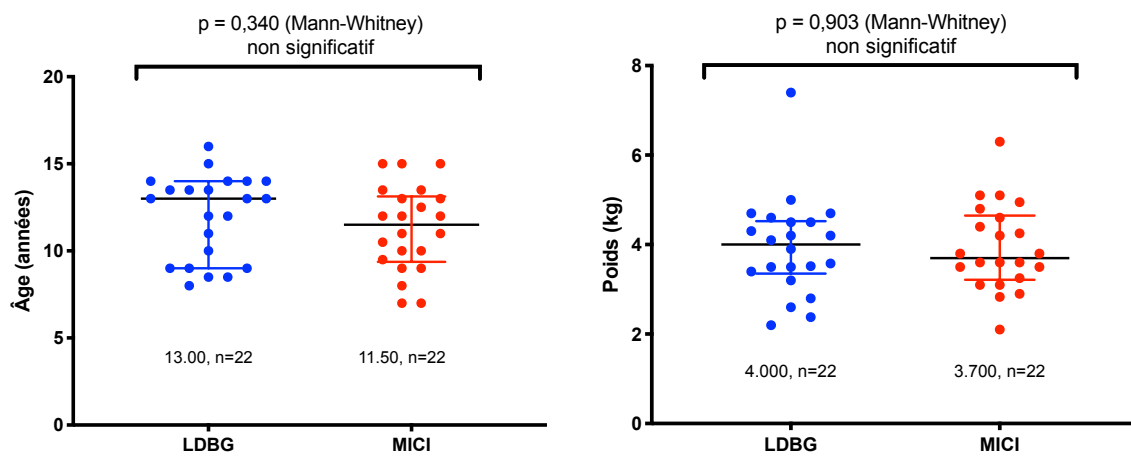 p = 0,340 (Mann-Whitney)
non significatif
20
15
10
5
0
Âge (années)
13.00, n=22
11.50, n=22
LDBG
MICI
p = 0,903 (Mann-Whitney)
non significatif
8
6
4
2
0
Poids (kg)
4.000, n=22
3.700, n=22
LDBG
MICI